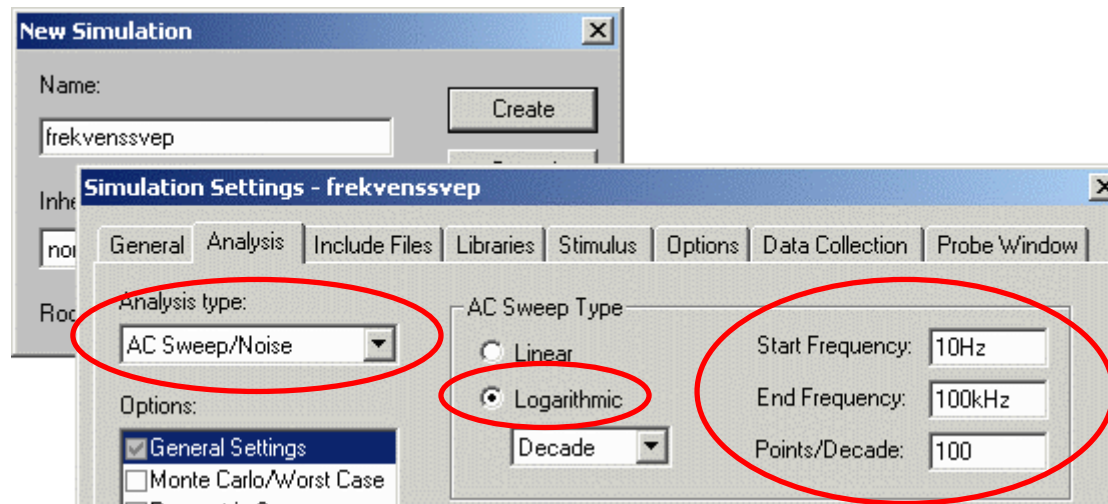 New Simulation
Name:
Create
frekvenssvep
Simulation Settings - frekvenssvep
General Analysis Include Files Libraries Stimulus Options Data Collection Probe Window
Analysis type:
AC Sweep/Noise
AC Sweep Type
Linear
Logarithmic
Decade
Start Frequency: 10Hz
End Frequency: 100kHz
Points/Decade: 100
Options:
General Settings
Monte Carlo/Worst Case